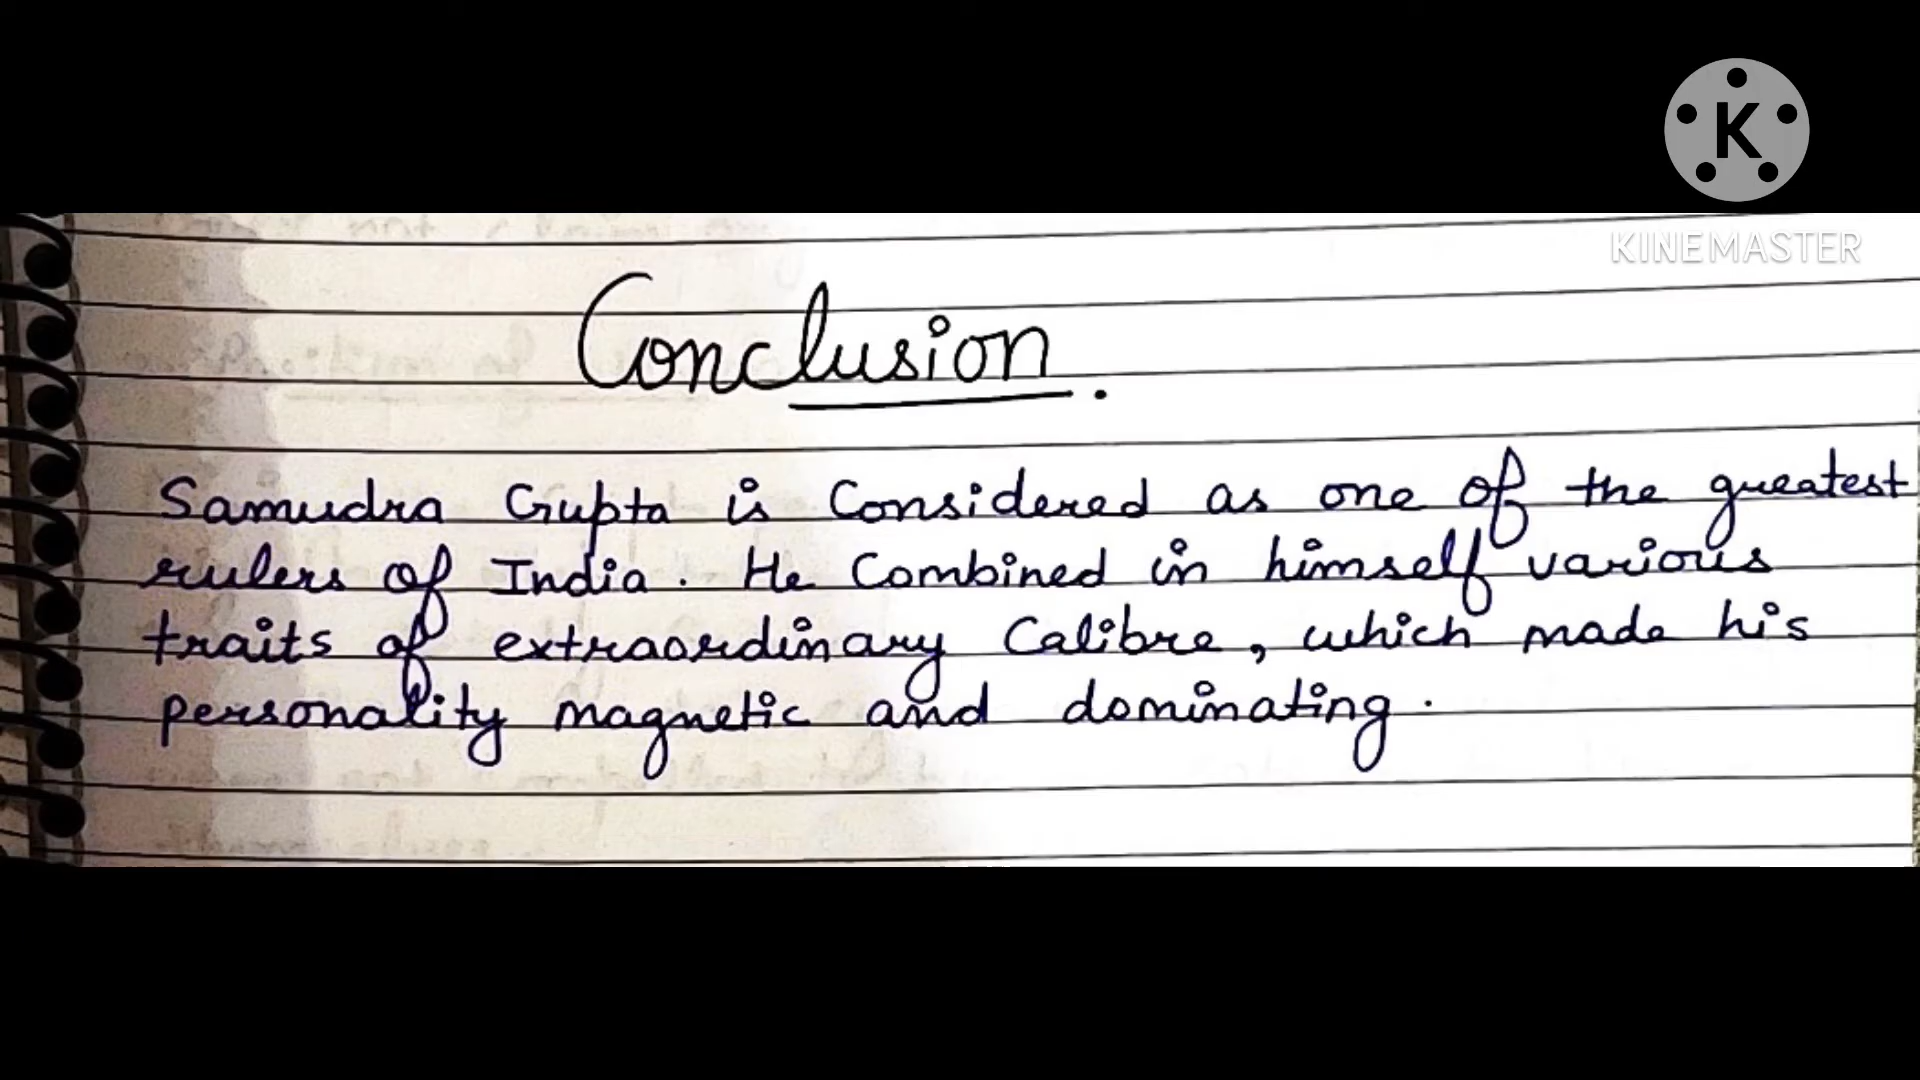 K
KINEMASTER
Conclusion.
Samudra Gupta is Considered as one of the greatest
rulers of India. He Combined in himself various
traits of extraordinary Calibre, which made his
personality magnetic and dominating.